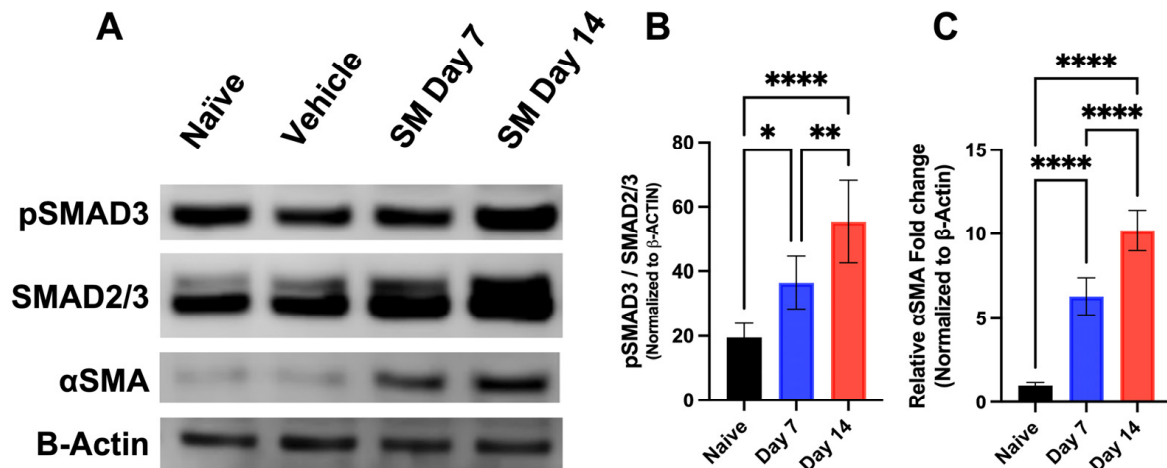 A
Naïve
Vehicle
SM Day 7
SM Day 14
pSMAD3
SMAD2/3
αSMA
B-Actin
B
****
*
**
pSMAD3 / SMAD2/3
(Normalized to β-ACTIN)
80
60
40
20
0
Naive
Day 7
Day 14
C
****
****
****
Relative αSMA Fold change
(Normalized to β-Actin)
15
10
5
0
Naive
Day 7
Day 14